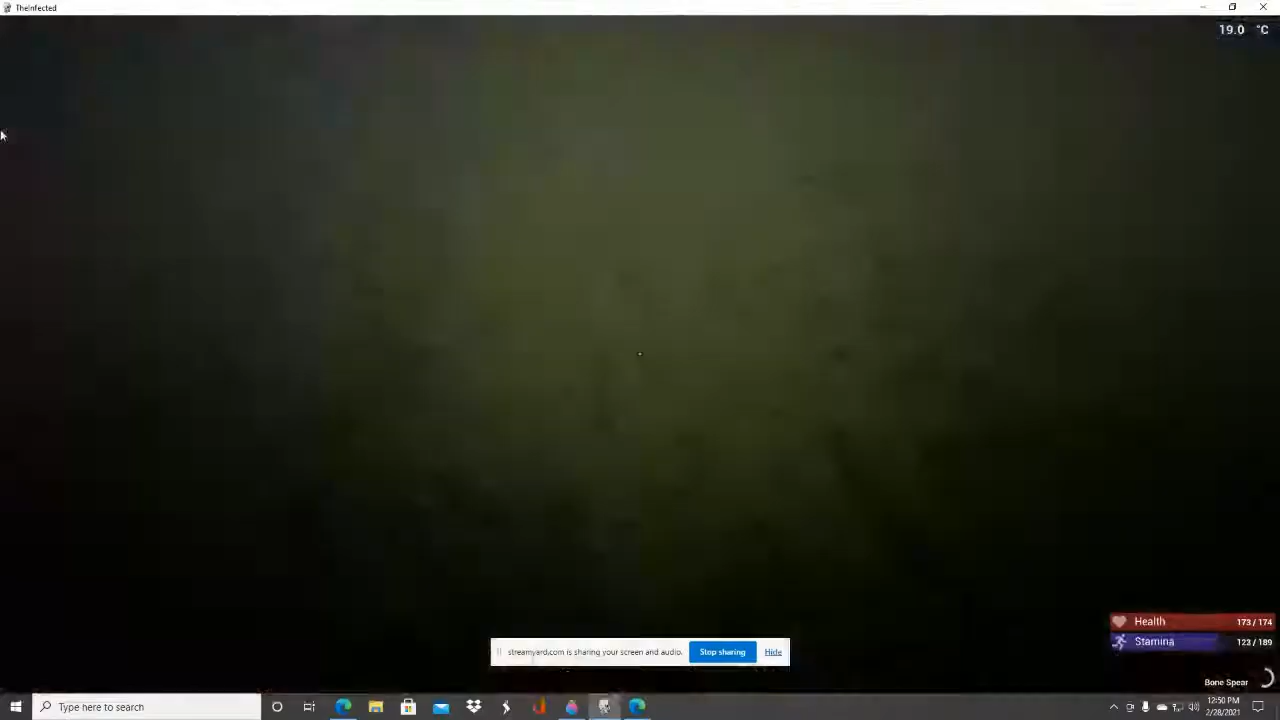 TheInfected
19.0 °C
Health 173 / 174
Stamina 123 / 189
streamyard.com is sharing your screen and audio. Stop sharing Hide
Bone Spear
Type here to search
12:50 PM
2/28/2021